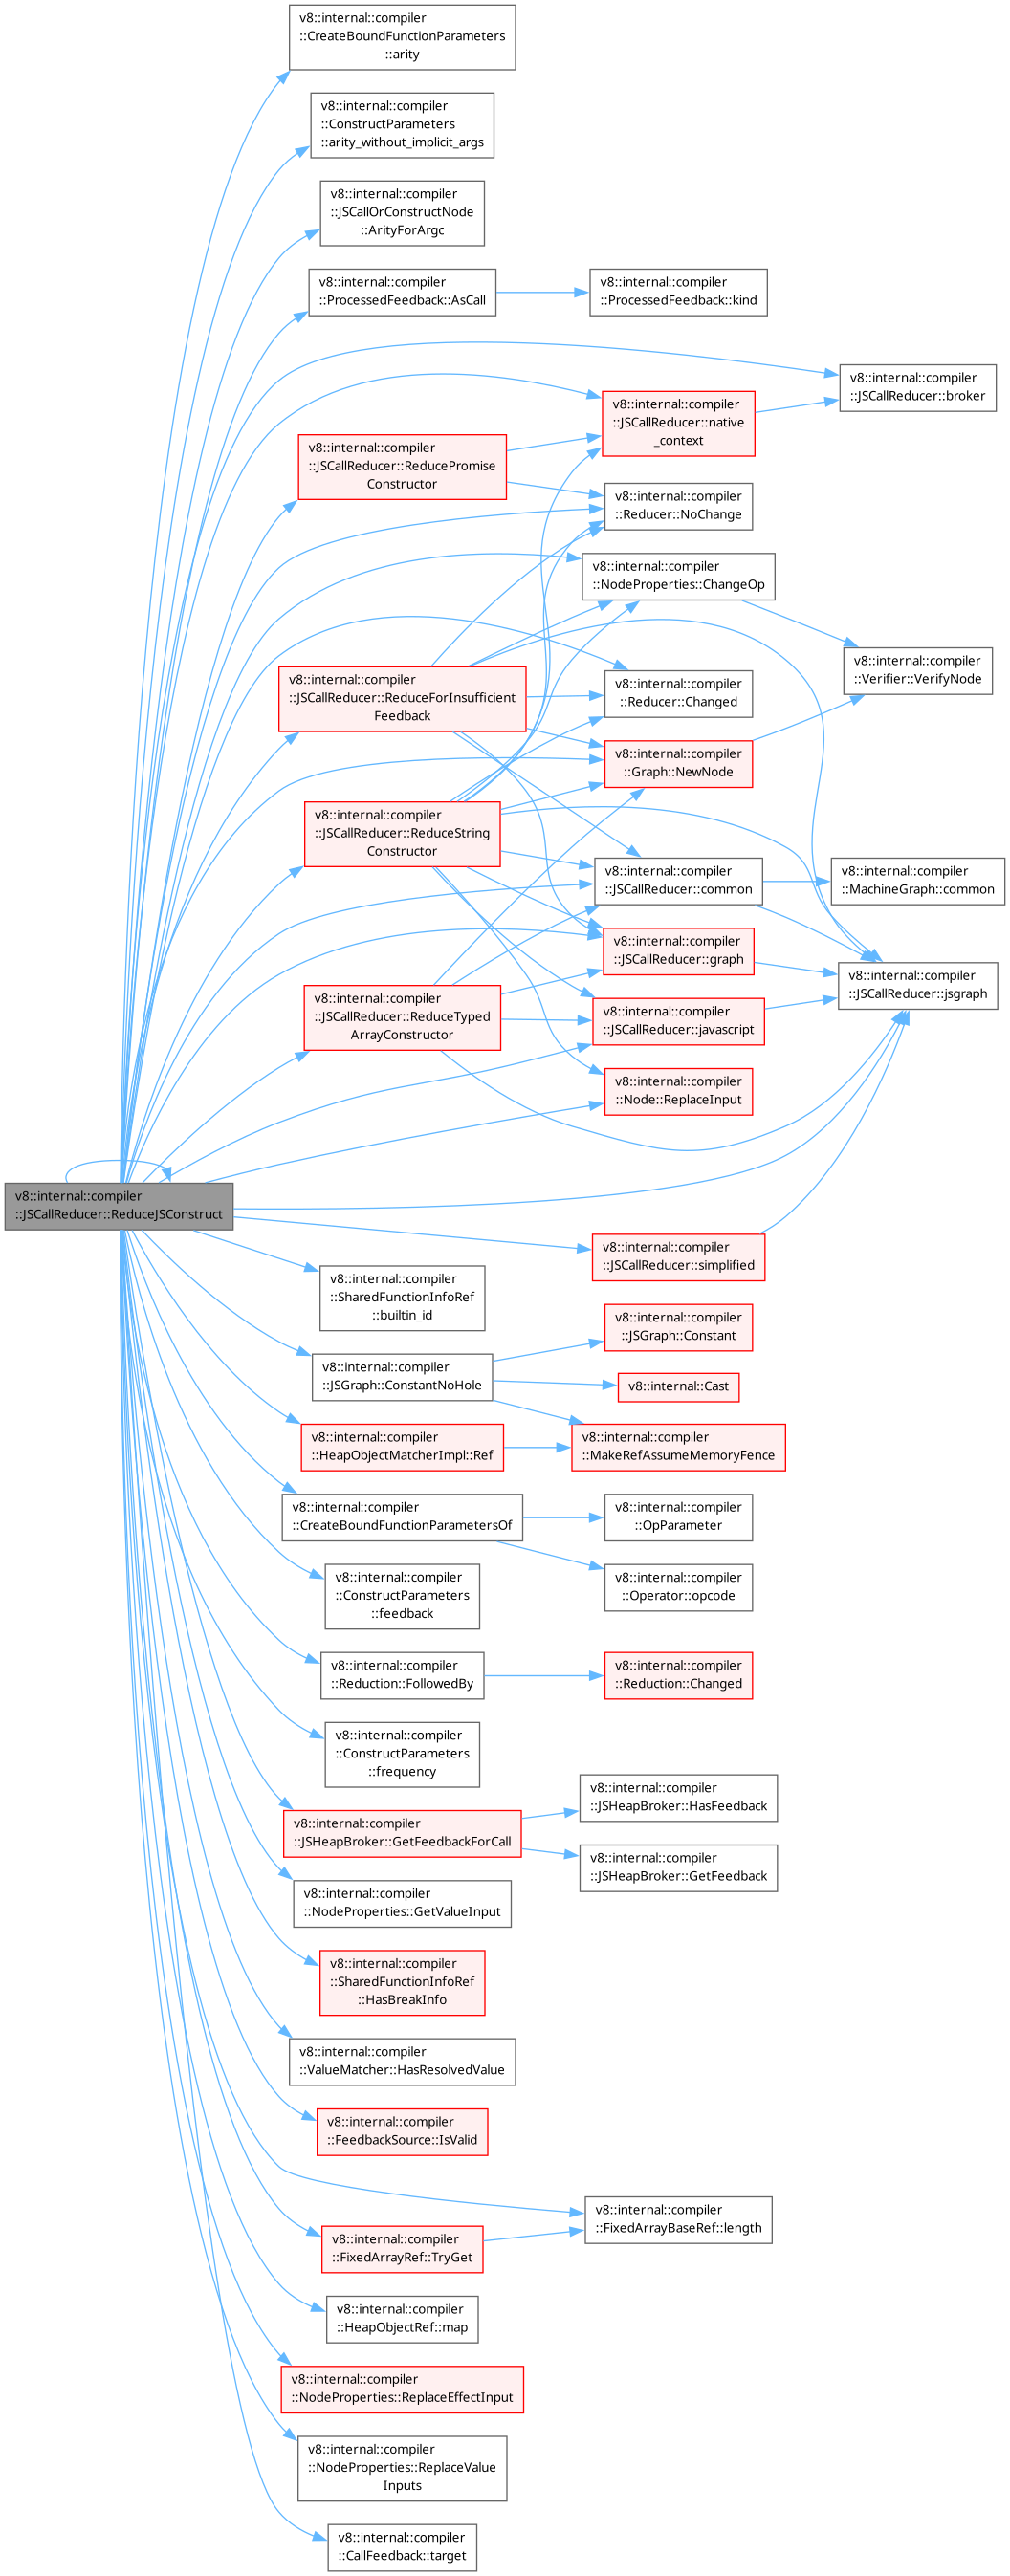 v8::internal::compiler
::CreateBoundFunctionParameters
::arity
v8::internal::compiler
::ConstructParameters
::arity_without_implicit_args
v8::internal::compiler
::JSCallOrConstructNode
::ArityForArgc
v8::internal::compiler
::ProcessedFeedback::AsCall
v8::internal::compiler
::ProcessedFeedback::kind
v8::internal::compiler
::JSCallReducer::broker
v8::internal::compiler
::JSCallReducer::native
_context
v8::internal::compiler
::JSCallReducer::ReducePromise
Constructor
v8::internal::compiler
::Reducer::NoChange
v8::internal::compiler
::NodeProperties::ChangeOp
v8::internal::compiler
::Verifier::VerifyNode
v8::internal::compiler
::JSCallReducer::ReduceForInsufficient
Feedback
v8::internal::compiler
::Reducer::Changed
v8::internal::compiler
::Graph::NewNode
v8::internal::compiler
::JSCallReducer::ReduceString
Constructor
v8::internal::compiler
::JSCallReducer::common
v8::internal::compiler
::MachineGraph::common
v8::internal::compiler
::JSCallReducer::graph
v8::internal::compiler
::JSCallReducer::jsgraph
v8::internal::compiler
::JSCallReducer::ReduceTyped
ArrayConstructor
v8::internal::compiler
::JSCallReducer::javascript
v8::internal::compiler
::Node::ReplaceInput
v8::internal::compiler
::JSCallReducer::ReduceJSConstruct
v8::internal::compiler
::JSCallReducer::simplified
v8::internal::compiler
::SharedFunctionInfoRef
::builtin_id
v8::internal::compiler
::JSGraph::Constant
v8::internal::compiler
::JSGraph::ConstantNoHole
v8::internal::Cast
v8::internal::compiler
::HeapObjectMatcherImpl::Ref
v8::internal::compiler
::MakeRefAssumeMemoryFence
v8::internal::compiler
::CreateBoundFunctionParametersOf
v8::internal::compiler
::OpParameter
v8::internal::compiler
::Operator::opcode
v8::internal::compiler
::ConstructParameters
::feedback
v8::internal::compiler
::Reduction::FollowedBy
v8::internal::compiler
::Reduction::Changed
v8::internal::compiler
::ConstructParameters
::frequency
v8::internal::compiler
::JSHeapBroker::GetFeedbackForCall
v8::internal::compiler
::JSHeapBroker::HasFeedback
v8::internal::compiler
::JSHeapBroker::GetFeedback
v8::internal::compiler
::NodeProperties::GetValueInput
v8::internal::compiler
::SharedFunctionInfoRef
::HasBreakInfo
v8::internal::compiler
::ValueMatcher::HasResolvedValue
v8::internal::compiler
::FeedbackSource::IsValid
v8::internal::compiler
::FixedArrayBaseRef::length
v8::internal::compiler
::FixedArrayRef::TryGet
v8::internal::compiler
::HeapObjectRef::map
v8::internal::compiler
::NodeProperties::ReplaceEffectInput
v8::internal::compiler
::NodeProperties::ReplaceValue
Inputs
v8::internal::compiler
::CallFeedback::target